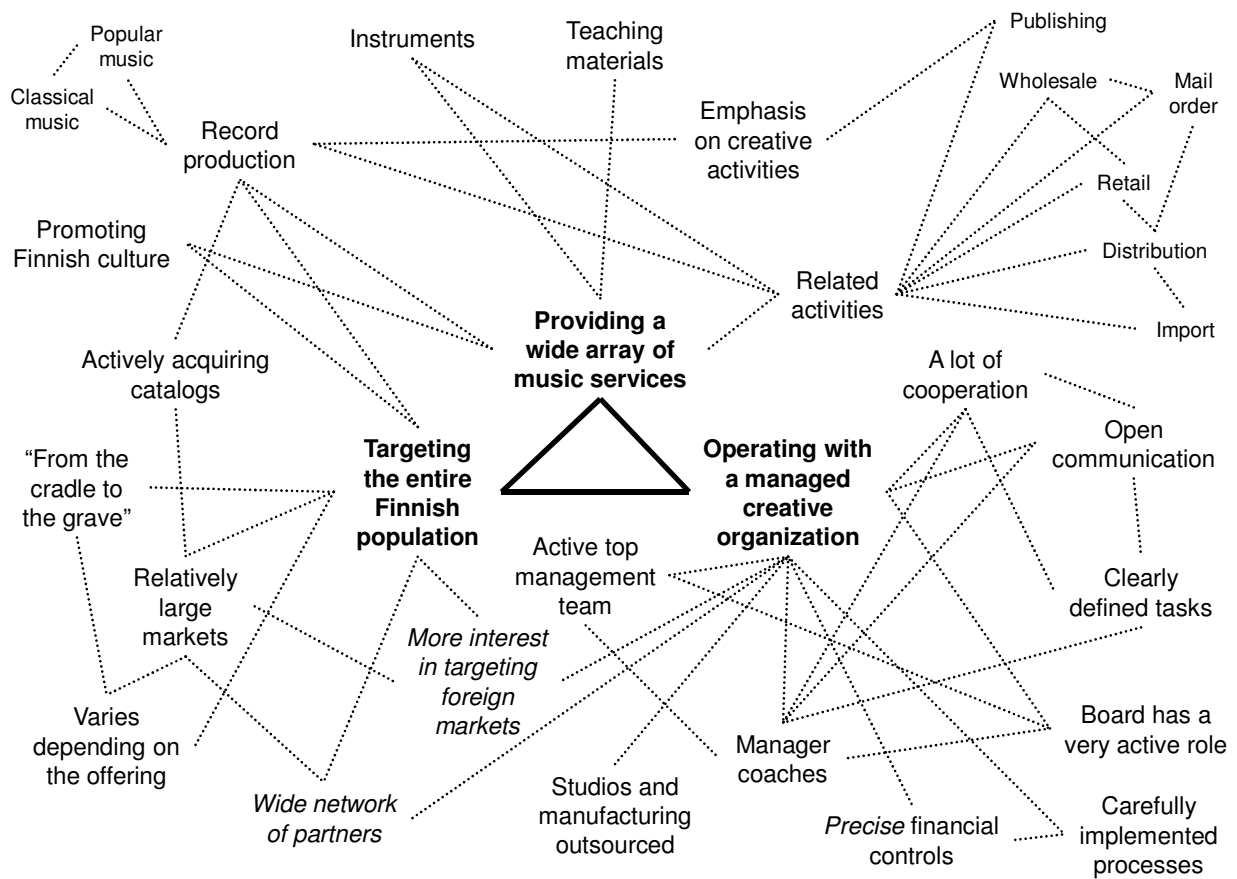 Popular
music
Classical
music
Instruments
Teaching
materials
Publishing
Wholesale
Mail
order
Record
production
Emphasis
on creative
activities
Retail
Promoting
Finnish culture
Distribution
Related
activities
Import
Providing a
wide array of
music services
Actively acquiring
catalogs
A lot of
cooperation
“From the
cradle to
the grave”
Targeting
the entire
Finnish
population
Operating with
a managed
creative
organization
Open
communication
Relatively
large
markets
Active top
management
team
Clearly
defined tasks
More interest
in targeting
foreign
markets
Varies
depending on
the offering
Manager
coaches
Board has a
very active role
Wide network
of partners
Studios and
manufacturing
outsourced
Precise financial
controls
Carefully
implemented
processes